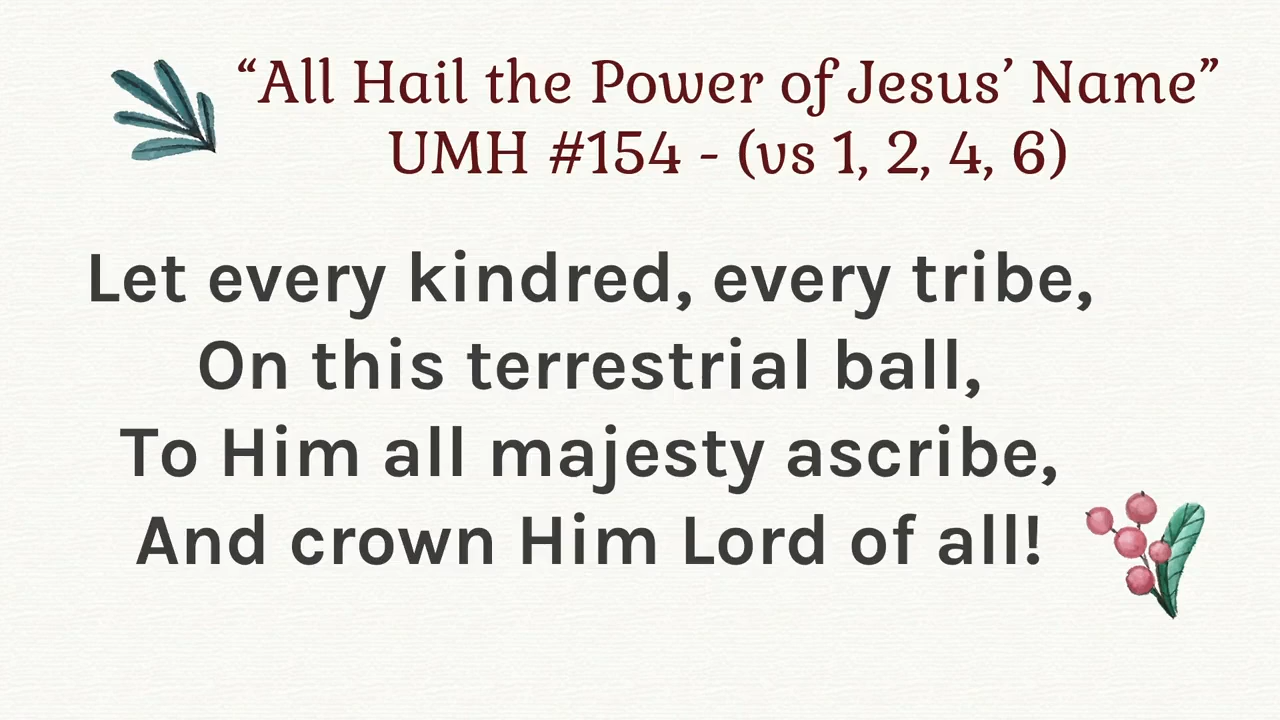 “All Hail the Power of Jesus’ Name”
UMH #154 - (vs 1, 2, 4, 6)
Let every kindred, every tribe,
On this terrestrial ball,
To Him all majesty ascribe,
And crown Him Lord of all!